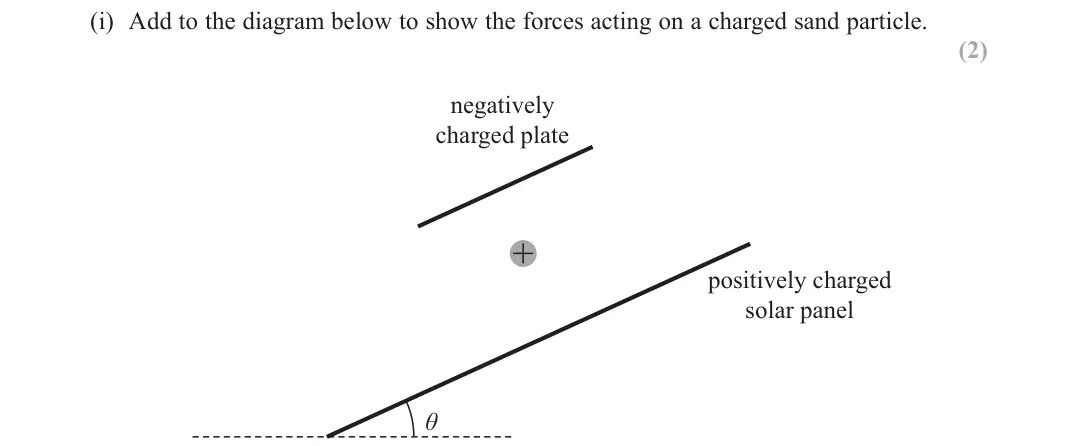 (i) Add to the diagram below to show the forces acting on a charged sand particle.
(2)
negatively
charged plate
+
positively charged
solar panel
θ